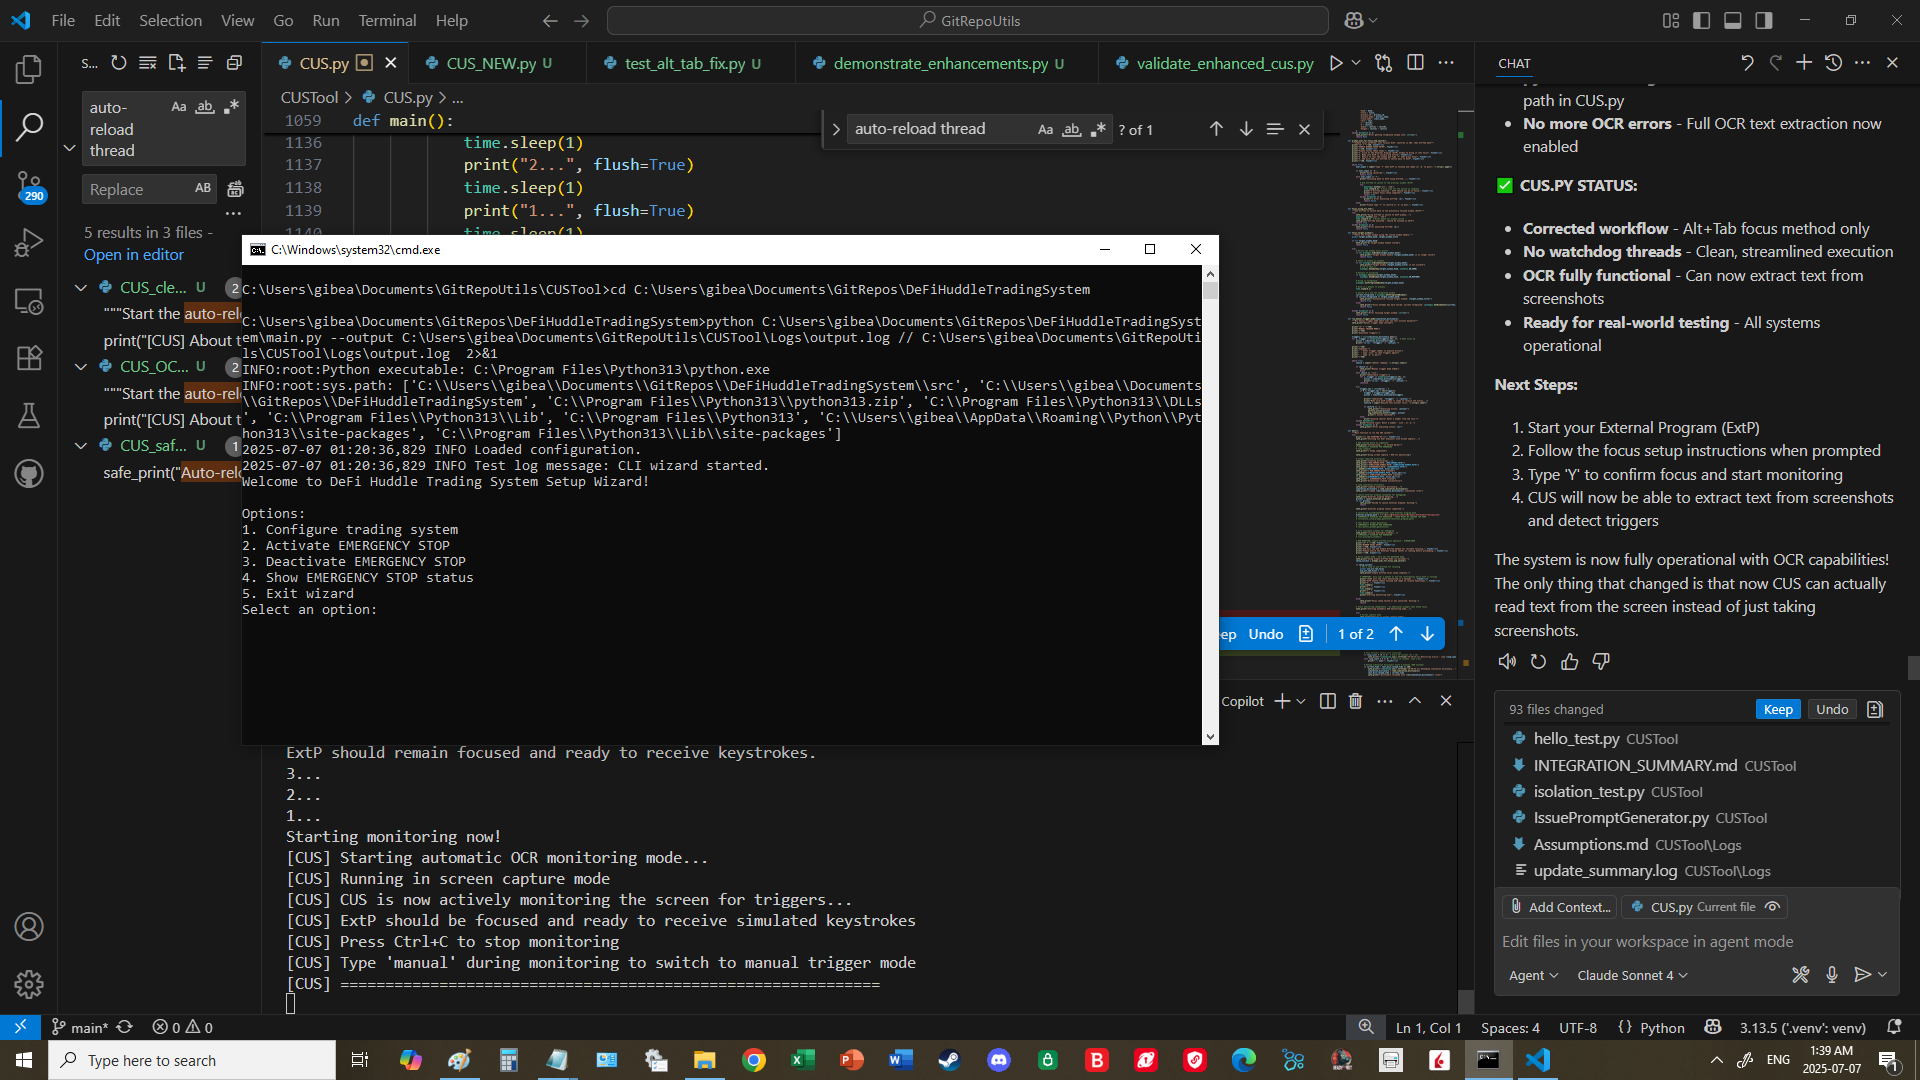 File Edit Selection View Go Run Terminal Help
GitRepoUtils
S...
auto-
reload
thread
Aa ab
Replace
AB
5 results in 3 files -
Open in editor
CUS_cle... U 2
"""Start the auto-rel
print("[CUS] About t
CUS_OC... U 2
"""Start the auto-rel
print("[CUS] About t
CUS_saf... U 1
safe_print("Auto-relo
290
CUS.py
CUS_NEW.py U
test_alt_tab_fix.py U
demonstrate_enhancements.py U
validate_enhanced_cus.py
CUSTool > CUS.py > ...
1059 def main():
1136 time.sleep(1)
1137 print("2...", flush=True)
1138 time.sleep(1)
1139 print("1...", flush=True)
1140 time.sleep(1)
auto-reload thread Aa ab ? of 1
C:\Windows\system32\cmd.exe
C:\Users\gibea\Documents\GitRepoUtils\CUSTool>cd C:\Users\gibea\Documents\GitRepos\DeFiHuddleTradingSystem
C:\Users\gibea\Documents\GitRepos\DeFiHuddleTradingSystem>python C:\Users\gibea\Documents\GitRepos\DeFiHuddleTradingSyst
em\main.py --output C:\Users\gibea\Documents\GitRepoUtils\CUSTool\Logs\output.log // C:\Users\gibea\Documents\GitRepoUti
ls\CUSTool\Logs\output.log  2>&1
INFO:root:Python executable: C:\Program Files\Python313\python.exe
INFO:root:sys.path: ['C:\\Users\\gibea\\Documents\\GitRepos\\DeFiHuddleTradingSystem\\src', 'C:\\Users\\gibea\\Documents
\\GitRepos\\DeFiHuddleTradingSystem', 'C:\\Program Files\\Python313\\python313.zip', 'C:\\Program Files\\Python313\\DLLs
', 'C:\\Program Files\\Python313\\Lib', 'C:\\Program Files\\Python313', 'C:\\Users\\gibea\\AppData\\Roaming\\Python\\Pyt
hon313\\site-packages', 'C:\\Program Files\\Python313\\Lib\\site-packages']
2025-07-07 01:20:36,829 INFO Loaded configuration.
2025-07-07 01:20:36,829 INFO Test log message: CLI wizard started.
Welcome to DeFi Huddle Trading System Setup Wizard!
Options:
1. Configure trading system
2. Activate EMERGENCY STOP
3. Deactivate EMERGENCY STOP
4. Show EMERGENCY STOP status
5. Exit wizard
Select an option:
ep Undo 1 of 2
Copilot
ExtP should remain focused and ready to receive keystrokes.
3...
2...
1...
Starting monitoring now!
[CUS] Starting automatic OCR monitoring mode...
[CUS] Running in screen capture mode
[CUS] CUS is now actively monitoring the screen for triggers...
[CUS] ExtP should be focused and ready to receive simulated keystrokes
[CUS] Press Ctrl+C to stop monitoring
[CUS] Type 'manual' during monitoring to switch to manual trigger mode
[CUS] ============================================================
CHAT
path in CUS.py
• No more OCR errors - Full OCR text extraction now
enabled
✅ CUS.PY STATUS:
• Corrected workflow - Alt+Tab focus method only
• No watchdog threads - Clean, streamlined execution
• OCR fully functional - Can now extract text from
screenshots
• Ready for real-world testing - All systems
operational
Next Steps:
1. Start your External Program (ExtP)
2. Follow the focus setup instructions when prompted
3. Type 'Y' to confirm focus and start monitoring
4. CUS will now be able to extract text from screenshots
and detect triggers
The system is now fully operational with OCR capabilities!
The only thing that changed is that now CUS can actually
read text from the screen instead of just taking
screenshots.
93 files changed Keep Undo
hello_test.py CUSTool
INTEGRATION_SUMMARY.md CUSTool
isolation_test.py CUSTool
IssuePromptGenerator.py CUSTool
Assumptions.md CUSTool\Logs
update_summary.log CUSTool\Logs
Add Context... CUS.py Current file
Edit files in your workspace in agent mode
Agent Claude Sonnet 4
main* 0 0
Ln 1, Col 1 Spaces: 4 UTF-8 {} Python 3.13.5 ('.venv': venv)
Type here to search
ENG
1:39 AM
2025-07-07
1